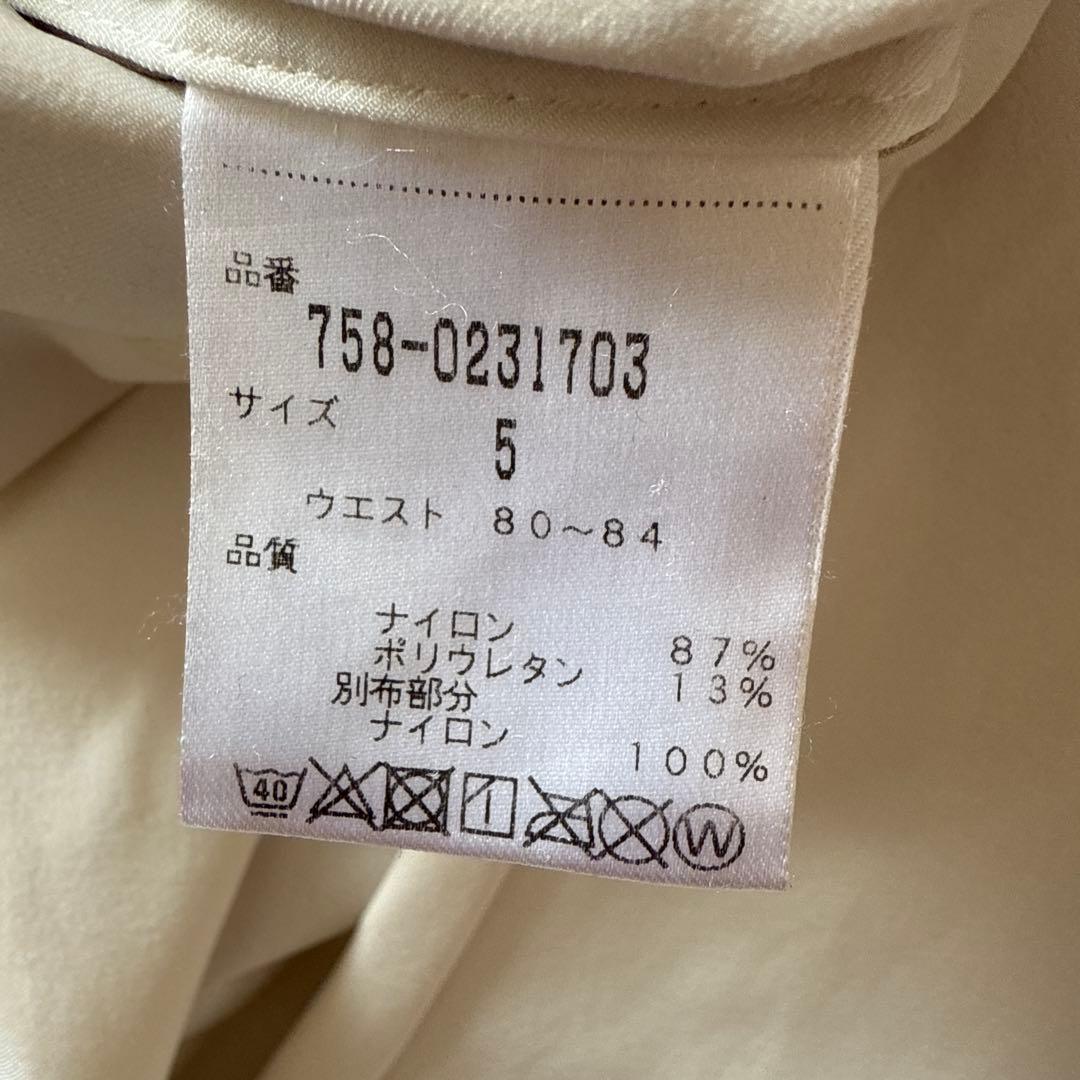 品番
758-0231703
サイズ
5
ウエスト 80～84
品質
ナイロン 87%
ポリウレタン 13%
別布部分
ナイロン 100%
40
W